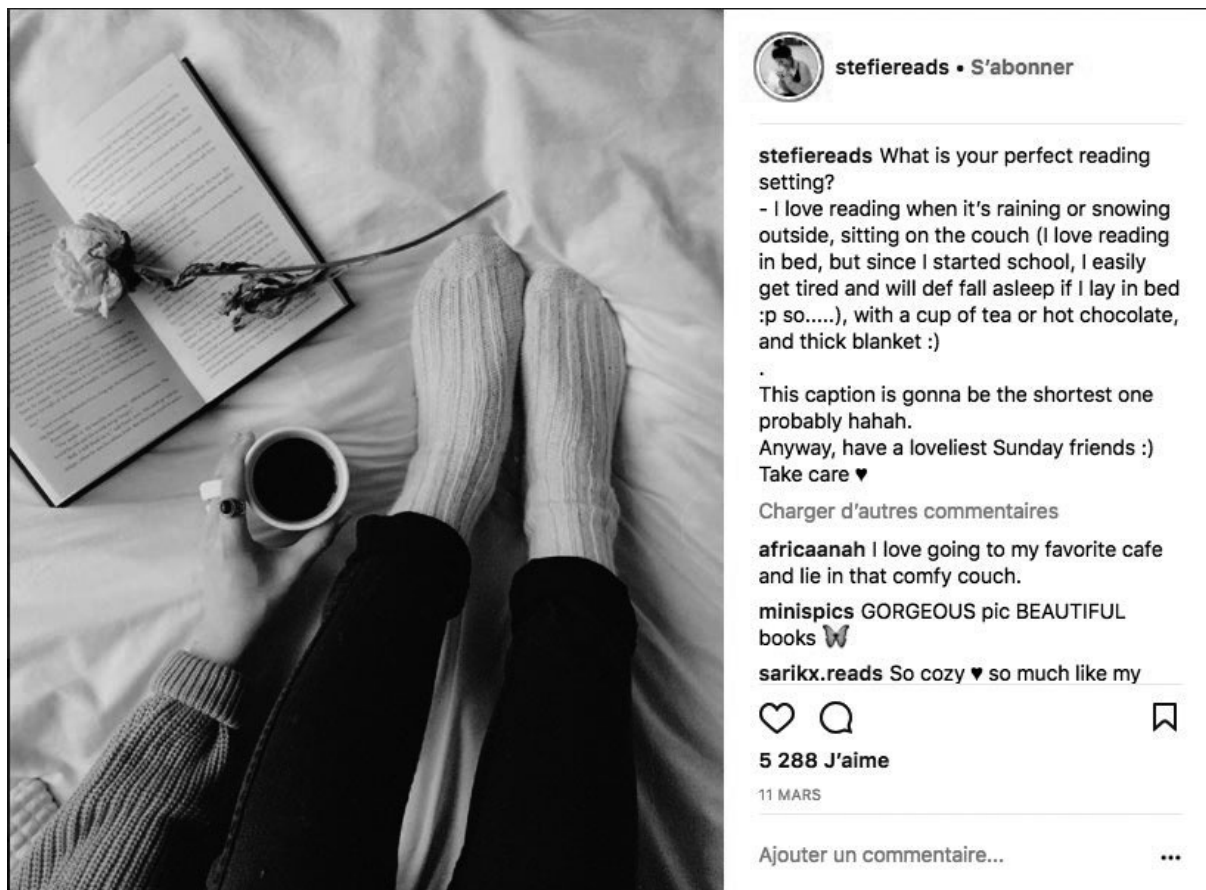 stefiereads • S’abonner
stefiereads What is your perfect reading
setting?
- I love reading when it’s raining or snowing
outside, sitting on the couch (I love reading
in bed, but since I started school, I easily
get tired and will def fall asleep if I lay in bed
:p so.....), with a cup of tea or hot chocolate,
and thick blanket :)
.
This caption is gonna be the shortest one
probably hahah.
Anyway, have a loveliest Sunday friends :)
Take care ♥
Charger d’autres commentaires
africaanah I love going to my favorite cafe
and lie in that comfy couch.
minispics GORGEOUS pic BEAUTIFUL
books 🦋
sarikx.reads So cozy ♥ so much like my
5 288 J’aime
11 MARS
Ajouter un commentaire...